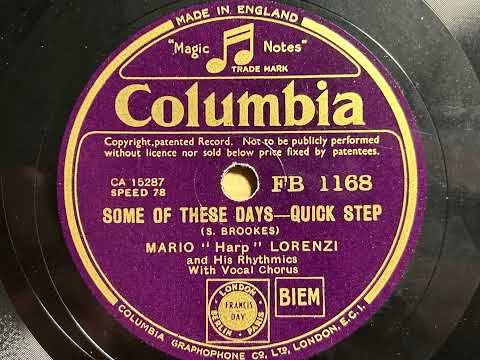 MADE IN ENGLAND
"Magic Notes"
TRADE MARK
Columbia
Copyright, patented Record. Not to be publicly performed
without licence nor sold below price fixed by patentees.
CA 15287
SPEED 78
FB 1168
SOME OF THESE DAYS—QUICK STEP
(S. BROOKES)
MARIO "Harp" LORENZI
and His Rhythmics
With Vocal Chorus
LONDON
FRANCIS
DAY
BERLIN PARIS
BIEM
COLUMBIA GRAPHOPHONE CO. LTD, LONDON, E.C.1.